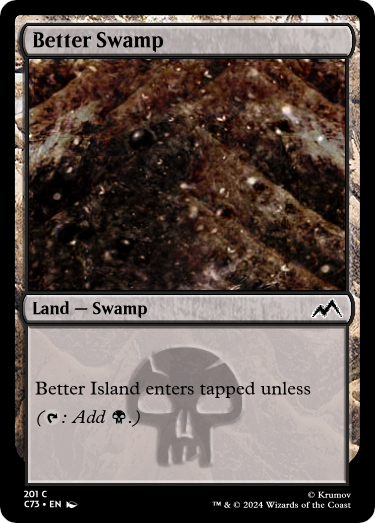 Better Swamp
Land — Swamp
Better Island enters tapped unless
(: Add .)
201 C
C73 • EN
© Krumov
™ & © 2024 Wizards of the Coast